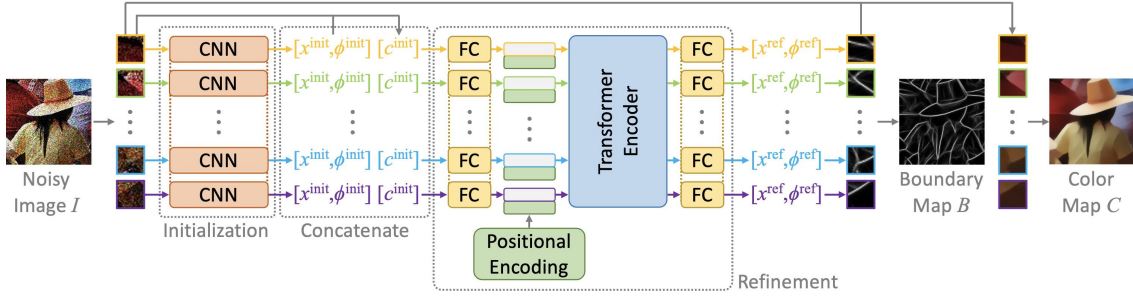 CNN [x^init,ϕ^init] [c^init] FC FC [x^ref,ϕ^ref]
CNN [x^init,ϕ^init] [c^init] FC FC [x^ref,ϕ^ref]
Transformer
Encoder
CNN [x^init,ϕ^init] [c^init] FC FC [x^ref,ϕ^ref]
CNN [x^init,ϕ^init] [c^init] FC FC [x^ref,ϕ^ref]
Noisy
Image I
Initialization
Concatenate
Positional
Encoding
Refinement
Boundary
Map B
Color
Map C